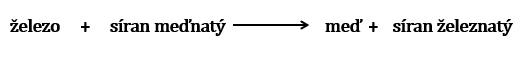 železo + síran meďnatý ⟶ meď + síran železnatý